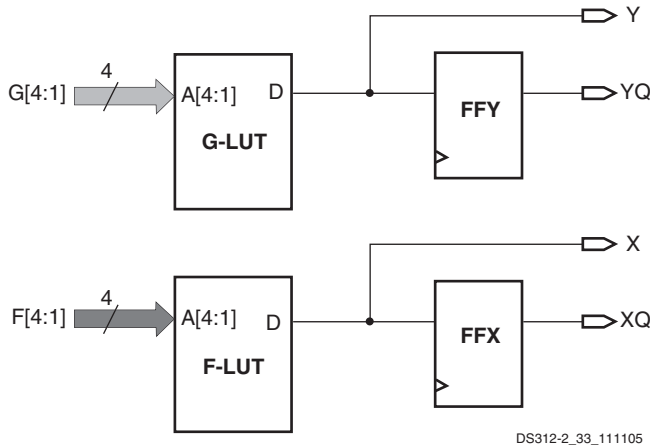 Y
4
G[4:1]
A[4:1]
D
G-LUT
FFY
YQ
X
4
F[4:1]
A[4:1]
D
F-LUT
FFX
XQ
DS312-2_33_111105